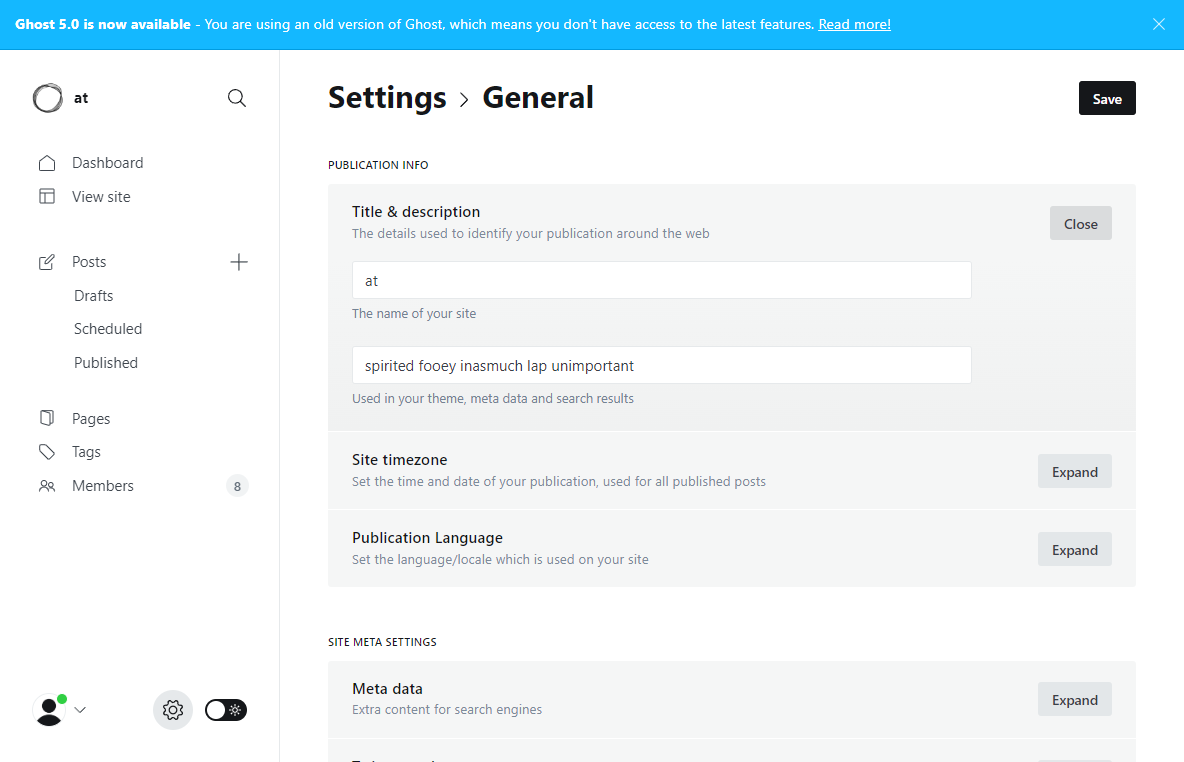 Ghost 5.0 is now available - You are using an old version of Ghost, which means you don't have access to the latest features. Read more!
at
Dashboard
View site
Posts
Drafts
Scheduled
Published
Pages
Tags
Members 8
Settings > General
Save
PUBLICATION INFO
Title & description
The details used to identify your publication around the web
Close
at
The name of your site
spirited fooey inasmuch lap unimportant
Used in your theme, meta data and search results
Site timezone
Set the time and date of your publication, used for all published posts
Expand
Publication Language
Set the language/locale which is used on your site
Expand
SITE META SETTINGS
Meta data
Extra content for search engines
Expand